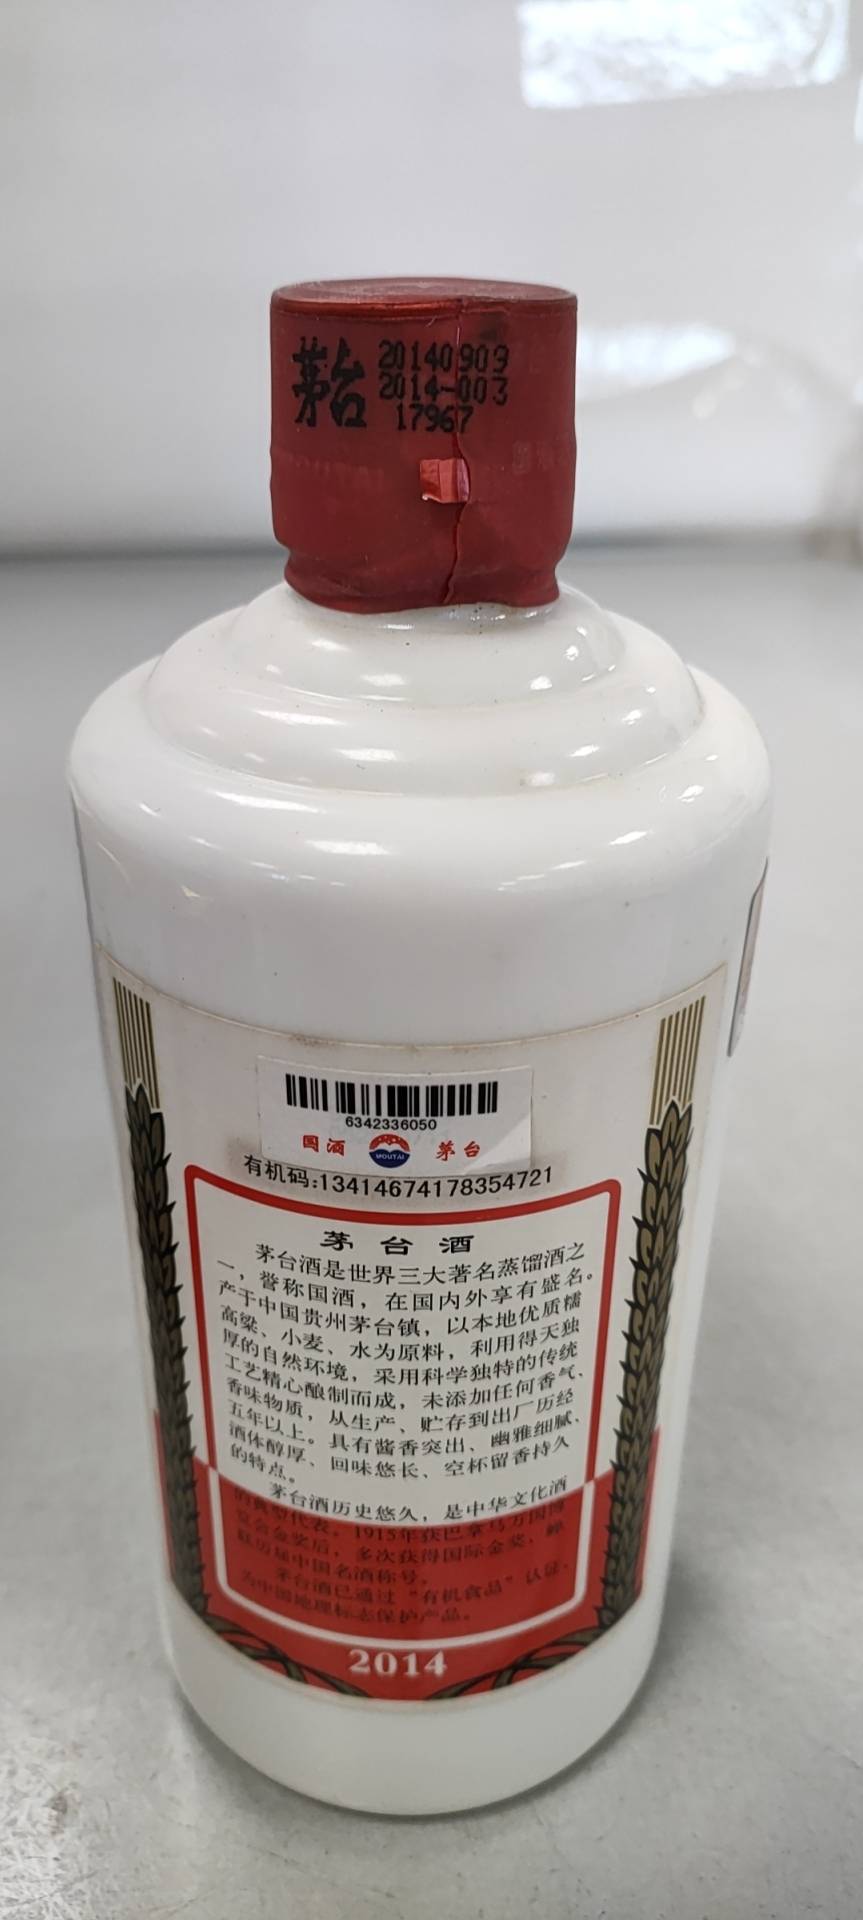 茅台
20140909
2014-003
17967
6342336050
国酒
MOUTAI
茅台
有机码:13414674178354721
茅台酒
茅台酒是世界三大著名蒸馏酒之
一，誉称国酒，在国内外享有盛名。
产于中国贵州茅台镇，以本地优质糯
高粱、小麦、水为原料，利用得天独
厚的自然环境，采用科学独特的传统
工艺精心酿制而成，未添加任何香气、
香味物质，从生产、贮存到出厂历经
五年以上。具有酱香突出、幽雅细腻、
酒体醇厚、回味悠长、空杯留香持久
的特点。
茅台酒历史悠久，是中华文化酒
的典型代表。1915年获巴拿马万国博
览会金奖后，多次获得国际金奖，蝉
联历届中国名酒称号。
茅台酒已通过“有机食品”认证，
为中国地理标志保护产品。
2014